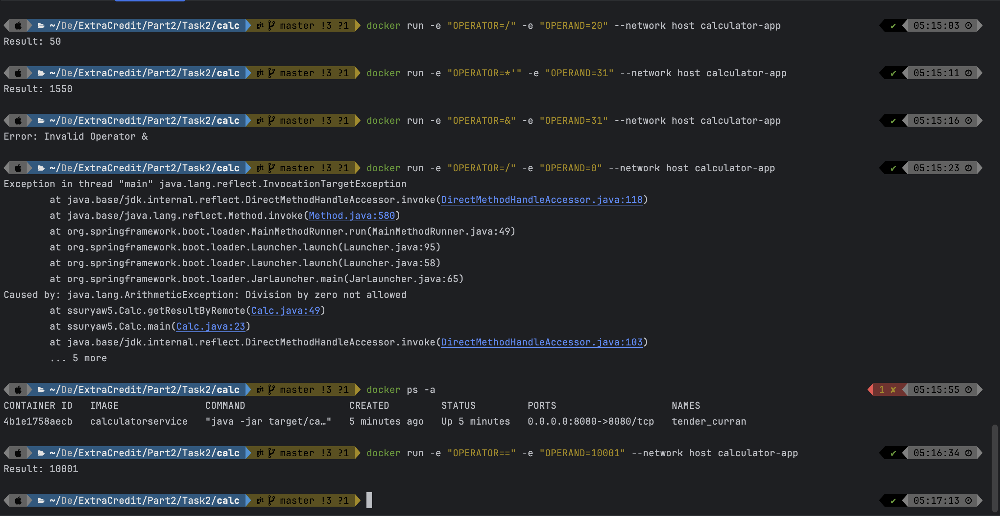 ~/De/ExtraCredit/Part2/Task2/calc git master !3 ?1 docker run -e "OPERATOR=/" -e "OPERAND=20" --network host calculator-app ✔ 05:15:03
Result: 50
~/De/ExtraCredit/Part2/Task2/calc git master !3 ?1 docker run -e "OPERATOR=*'" -e "OPERAND=31" --network host calculator-app ✔ 05:15:11
Result: 1550
~/De/ExtraCredit/Part2/Task2/calc git master !3 ?1 docker run -e "OPERATOR=&" -e "OPERAND=31" --network host calculator-app ✔ 05:15:16
Error: Invalid Operator &
~/De/ExtraCredit/Part2/Task2/calc git master !3 ?1 docker run -e "OPERATOR=/" -e "OPERAND=0" --network host calculator-app ✔ 05:15:23
Exception in thread "main" java.lang.reflect.InvocationTargetException
at java.base/jdk.internal.reflect.DirectMethodHandleAccessor.invoke(DirectMethodHandleAccessor.java:118)
at java.base/java.lang.reflect.Method.invoke(Method.java:580)
at org.springframework.boot.loader.MainMethodRunner.run(MainMethodRunner.java:49)
at org.springframework.boot.loader.Launcher.launch(Launcher.java:95)
at org.springframework.boot.loader.Launcher.launch(Launcher.java:58)
at org.springframework.boot.loader.JarLauncher.main(JarLauncher.java:65)
Caused by: java.lang.ArithmeticException: Division by zero not allowed
at ssuryaw5.Calc.getResultByRemote(Calc.java:49)
at ssuryaw5.Calc.main(Calc.java:23)
at java.base/jdk.internal.reflect.DirectMethodHandleAccessor.invoke(DirectMethodHandleAccessor.java:103)
... 5 more
~/De/ExtraCredit/Part2/Task2/calc git master !3 ?1 docker ps -a 1 ✘ 05:15:55
CONTAINER ID IMAGE COMMAND CREATED STATUS PORTS NAMES
4b1e1758aecb calculatorservice "java -jar target/ca…" 5 minutes ago Up 5 minutes 0.0.0.0:8080->8080/tcp tender_curran
~/De/ExtraCredit/Part2/Task2/calc git master !3 ?1 docker run -e "OPERATOR==" -e "OPERAND=10001" --network host calculator-app ✔ 05:16:34
Result: 10001
~/De/ExtraCredit/Part2/Task2/calc git master !3 ?1 ✔ 05:17:13